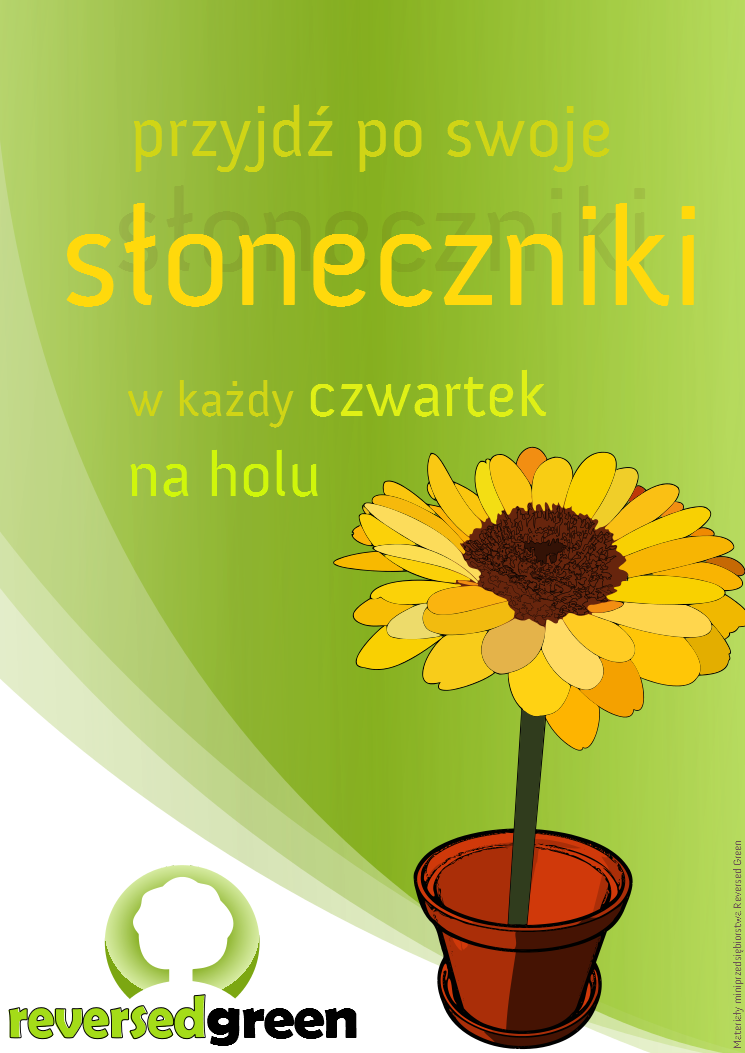 przyjdź po swoje
słoneczniki
w każdy czwartek
na holu
reversedgreen
Materiały miniprzedsiębiorstwa Reversed Green